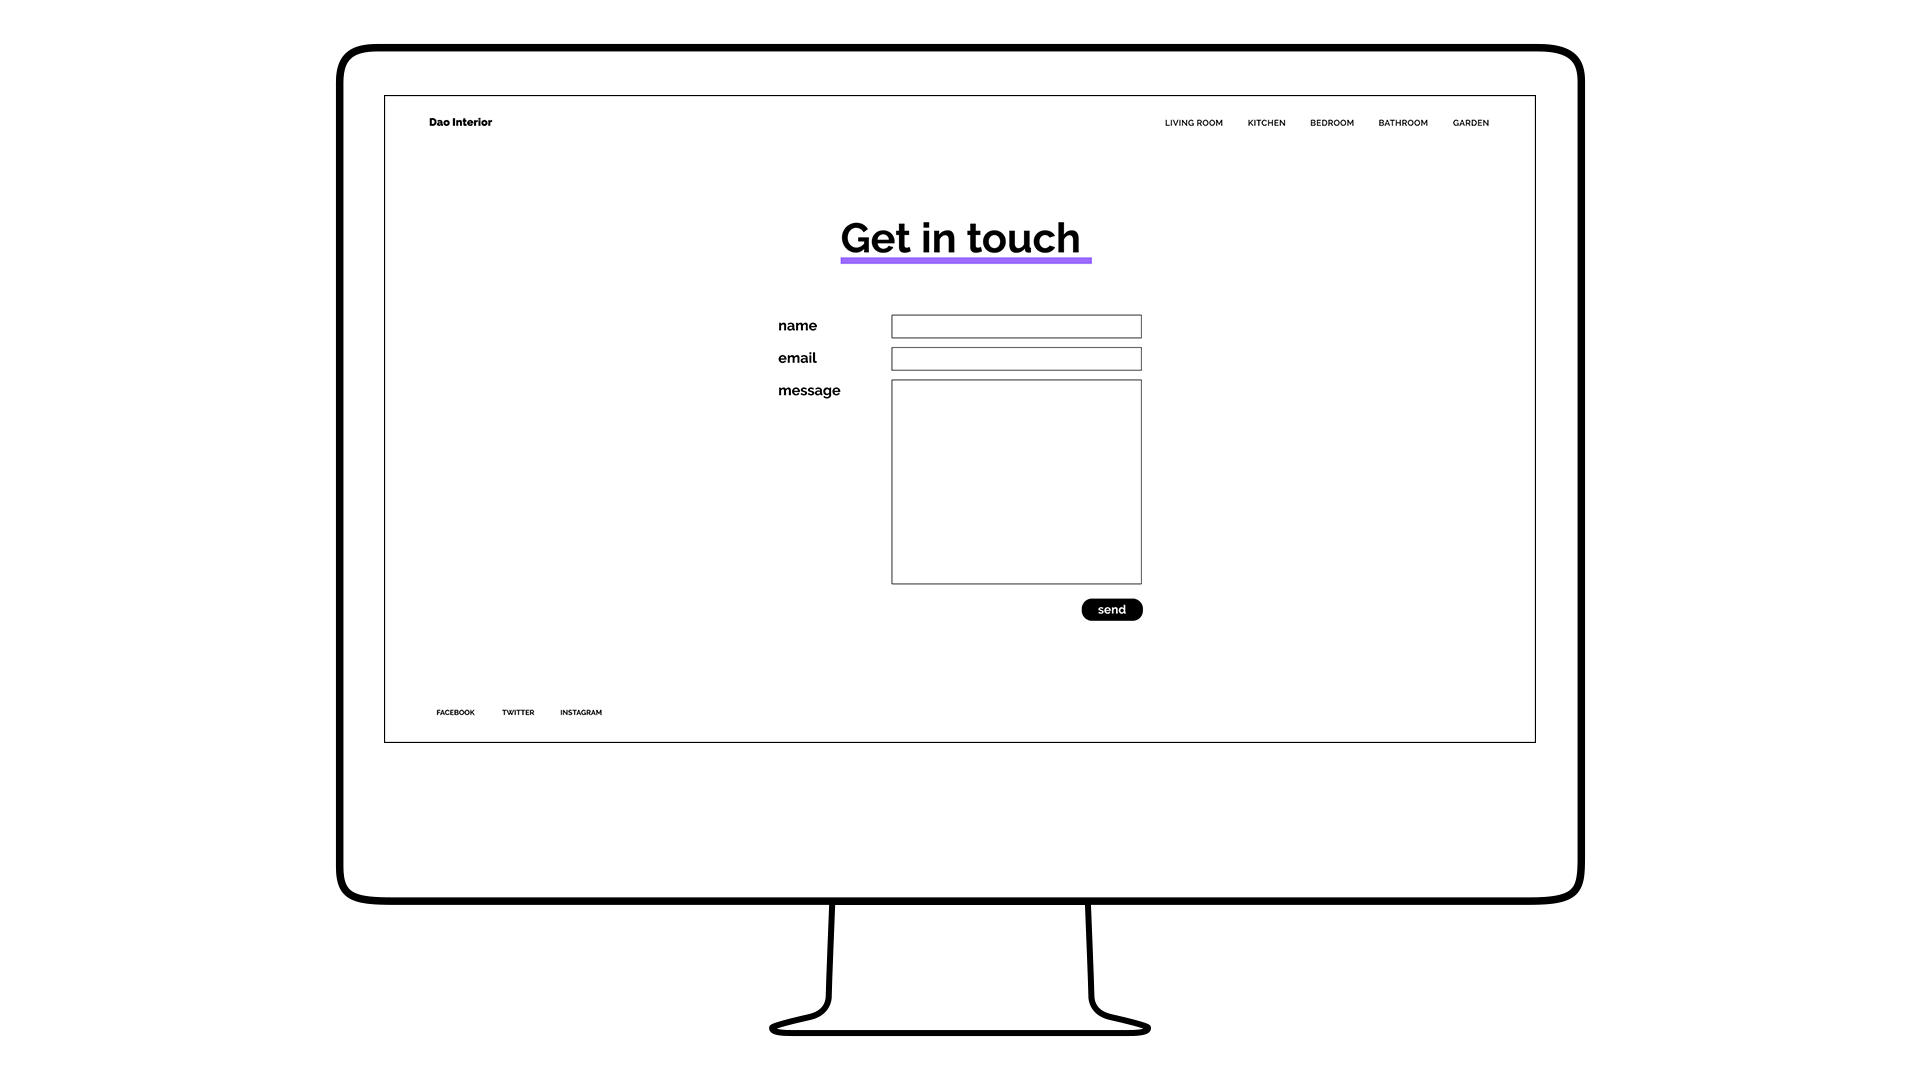 Dao Interior LIVING ROOM KITCHEN BEDROOM BATHROOM GARDEN
Get in touch
name
email
message
send
FACEBOOK TWITTER INSTAGRAM